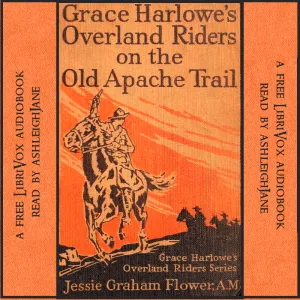 Grace Harlowe's
Overland Riders
on the
Old Apache Trail
Grace Harlowe's
Overland Riders Series
Jessie Graham Flower, A.M.
a free LibriVox audiobook
read by AshleighJane
a free LibriVox audiobook
read by AshleighJane